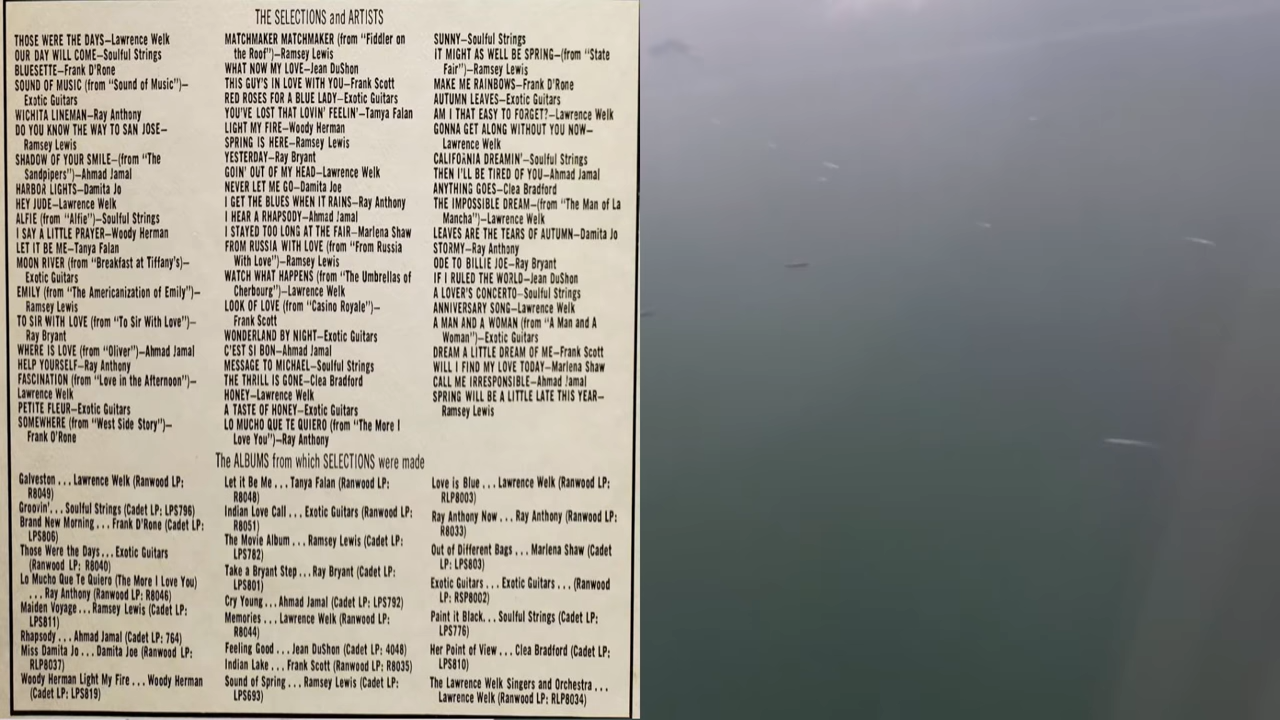 THE SELECTIONS and ARTISTS
THOSE WERE THE DAYS—Lawrence Welk
OUR DAY WILL COME—Soulful Strings
BLUESETTE—Frank D'Rone
SOUND OF MUSIC (from "Sound of Music")—
Exotic Guitars
WICHITA LINEMAN—Ray Anthony
DO YOU KNOW THE WAY TO SAN JOSE—
Ramsey Lewis
SHADOW OF YOUR SMILE—(from "The
Sandpipers")—Ahmad Jamal
HARBOR LIGHTS—Damita Jo
HEY JUDE—Lawrence Welk
ALFIE (from "Alfie")—Soulful Strings
I SAY A LITTLE PRAYER—Woody Herman
LET IT BE ME—Tanya Falan
MOON RIVER (from "Breakfast at Tiffany's)—
Exotic Guitars
EMILY (from "The Americanization of Emily")—
Ramsey Lewis
TO SIR WITH LOVE (from "To Sir With Love")—
Ray Bryant
WHERE IS LOVE (from "Oliver")—Ahmad Jamal
HELP YOURSELF—Ray Anthony
FASCINATION (from "Love in the Afternoon")—
Lawrence Welk
PETITE FLEUR—Exotic Guitars
SOMEWHERE (from "West Side Story")—
Frank O'Rone
MATCHMAKER MATCHMAKER (from "Fiddler on
the Roof")—Ramsey Lewis
WHAT NOW MY LOVE—Jean DuShon
THIS GUY'S IN LOVE WITH YOU—Frank Scott
RED ROSES FOR A BLUE LADY—Exotic Guitars
YOU'VE LOST THAT LOVIN' FEELIN'—Tamya Falan
LIGHT MY FIRE—Woody Herman
SPRING IS HERE—Ramsey Lewis
YESTERDAY—Ray Bryant
GOIN' OUT OF MY HEAD—Lawrence Welk
NEVER LET ME GO—Damita Joe
I GET THE BLUES WHEN IT RAINS—Ray Anthony
I HEAR A RHAPSODY—Ahmad Jamal
I STAYED TOO LONG AT THE FAIR—Marlena Shaw
FROM RUSSIA WITH LOVE (from "From Russia
With Love")—Ramsey Lewis
WATCH WHAT HAPPENS (from "The Umbrellas of
Cherbourg")—Lawrence Welk
LOOK OF LOVE (from "Casino Royale")—
Frank Scott
WONDERLAND BY NIGHT—Exotic Guitars
C'EST SI BON—Ahmad Jamal
MESSAGE TO MICHAEL—Soulful Strings
THE THRILL IS GONE—Clea Bradford
HONEY—Lawrence Welk
A TASTE OF HONEY—Exotic Guitars
LO MUCHO QUE TE QUIERO (from "The More I
Love You")—Ray Anthony
SUNNY—Soulful Strings
IT MIGHT AS WELL BE SPRING—(from "State
Fair")—Ramsey Lewis
MAKE ME RAINBOWS—Frank D'Rone
AUTUMN LEAVES—Exotic Guitars
AM I THAT EASY TO FORGET?—Lawrence Welk
GONNA GET ALONG WITHOUT YOU NOW—
Lawrence Welk
CALIFORNIA DREAMIN'—Soulful Strings
THEN I'LL BE TIRED OF YOU—Ahmad Jamal
ANYTHING GOES—Clea Bradford
THE IMPOSSIBLE DREAM—(from "The Man of La
Mancha")—Lawrence Welk
LEAVES ARE THE TEARS OF AUTUMN—Damita Jo
STORMY—Ray Anthony
ODE TO BILLIE JOE—Ray Bryant
IF I RULED THE WORLD—Jean DuShon
A LOVER'S CONCERTO—Soulful Strings
ANNIVERSARY SONG—Lawrence Welk
A MAN AND A WOMAN (from "A Man and A
Woman")—Exotic Guitars
DREAM A LITTLE DREAM OF ME—Frank Scott
WILL I FIND MY LOVE TODAY—Marlena Shaw
CALL ME IRRESPONSIBLE—Ahmad Jamal
SPRING WILL BE A LITTLE LATE THIS YEAR—
Ramsey Lewis
The ALBUMS from which SELECTIONS were made
Galveston . . . Lawrence Welk (Ranwood LP:
R8049)
Groovin'. . . Soulful Strings (Cadet LP: LPS796)
Brand New Morning . . . Frank D'Rone (Cadet LP:
LPS806)
Those Were the Days . . . Exotic Guitars
(Ranwood LP: R8040)
Lo Mucho Que Te Quiero (The More I Love You)
. . . Ray Anthony (Ranwood LP: R8046)
Maiden Voyage . . . Ramsey Lewis (Cadet LP:
LPS811)
Rhapsody . . . Ahmad Jamal (Cadet LP: 764)
Miss Damita Jo . . . Damita Joe (Ranwood LP:
RLP8037)
Woody Herman Light My Fire . . . Woody Herman
(Cadet LP: LPS819)
Let it Be Me . . . Tanya Falan (Ranwood LP:
R8048)
Indian Love Call . . . Exotic Guitars (Ranwood LP:
R8051)
The Movie Album . . . Ramsey Lewis (Cadet LP:
LPS782)
Take a Bryant Step . . . Ray Bryant (Cadet LP:
LPS801)
Cry Young . . . Ahmad Jamal (Cadet LP: LPS792)
Memories . . . Lawrence Welk (Ranwood LP:
R8044)
Feeling Good . . . Jean DuShon (Cadet LP: 4048)
Indian Lake . . . Frank Scott (Ranwood LP: R8035)
Sound of Spring . . . Ramsey Lewis (Cadet LP:
LPS693)
Love is Blue . . . Lawrence Welk (Ranwood LP:
RLP8003)
Ray Anthony Now . . . Ray Anthony (Ranwood LP:
R8033)
Out of Different Bags . . . Marlena Shaw (Cadet
LP: LPS803)
Exotic Guitars . . . Exotic Guitars . . . (Ranwood
LP: RSP8002)
Paint it Black. . . Soulful Strings (Cadet LP:
LPS776)
Her Point of View . . . Clea Bradford (Cadet LP:
LPS810)
The Lawrence Welk Singers and Orchestra . . .
Lawrence Welk (Ranwood LP: RLP8034)